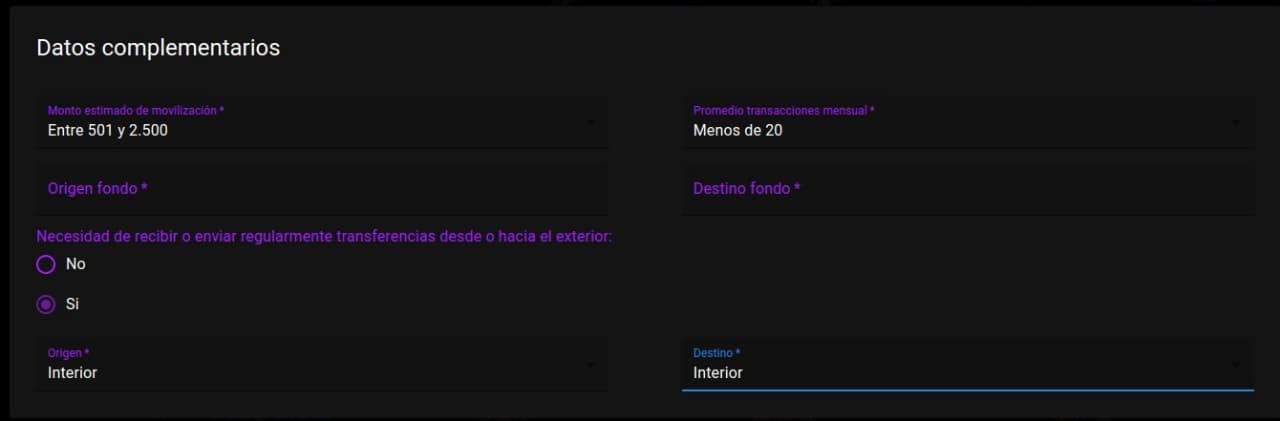 Datos complementarios
Monto estimado de movilización *
Entre 501 y 2.500
Promedio transacciones mensual *
Menos de 20
Origen fondo *
Destino fondo *
Necesidad de recibir o enviar regularmente transferencias desde o hacia el exterior:
No
Si
Origen *
Interior
Destino *
Interior